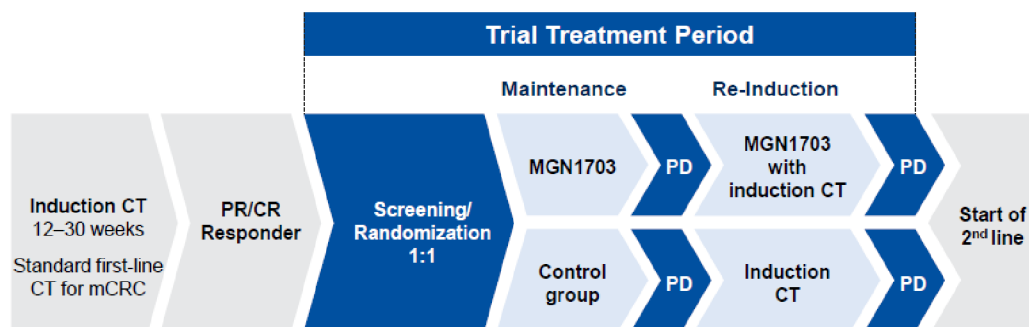 Trial Treatment Period
Maintenance
Re-Induction
Induction CT
12–30 weeks
Standard first-line
CT for mCRC
PR/CR
Responder
Screening/
Randomization
1:1
MGN1703
PD
MGN1703
with
induction CT
PD
Control
group
PD
Induction
CT
PD
Start of
2nd line